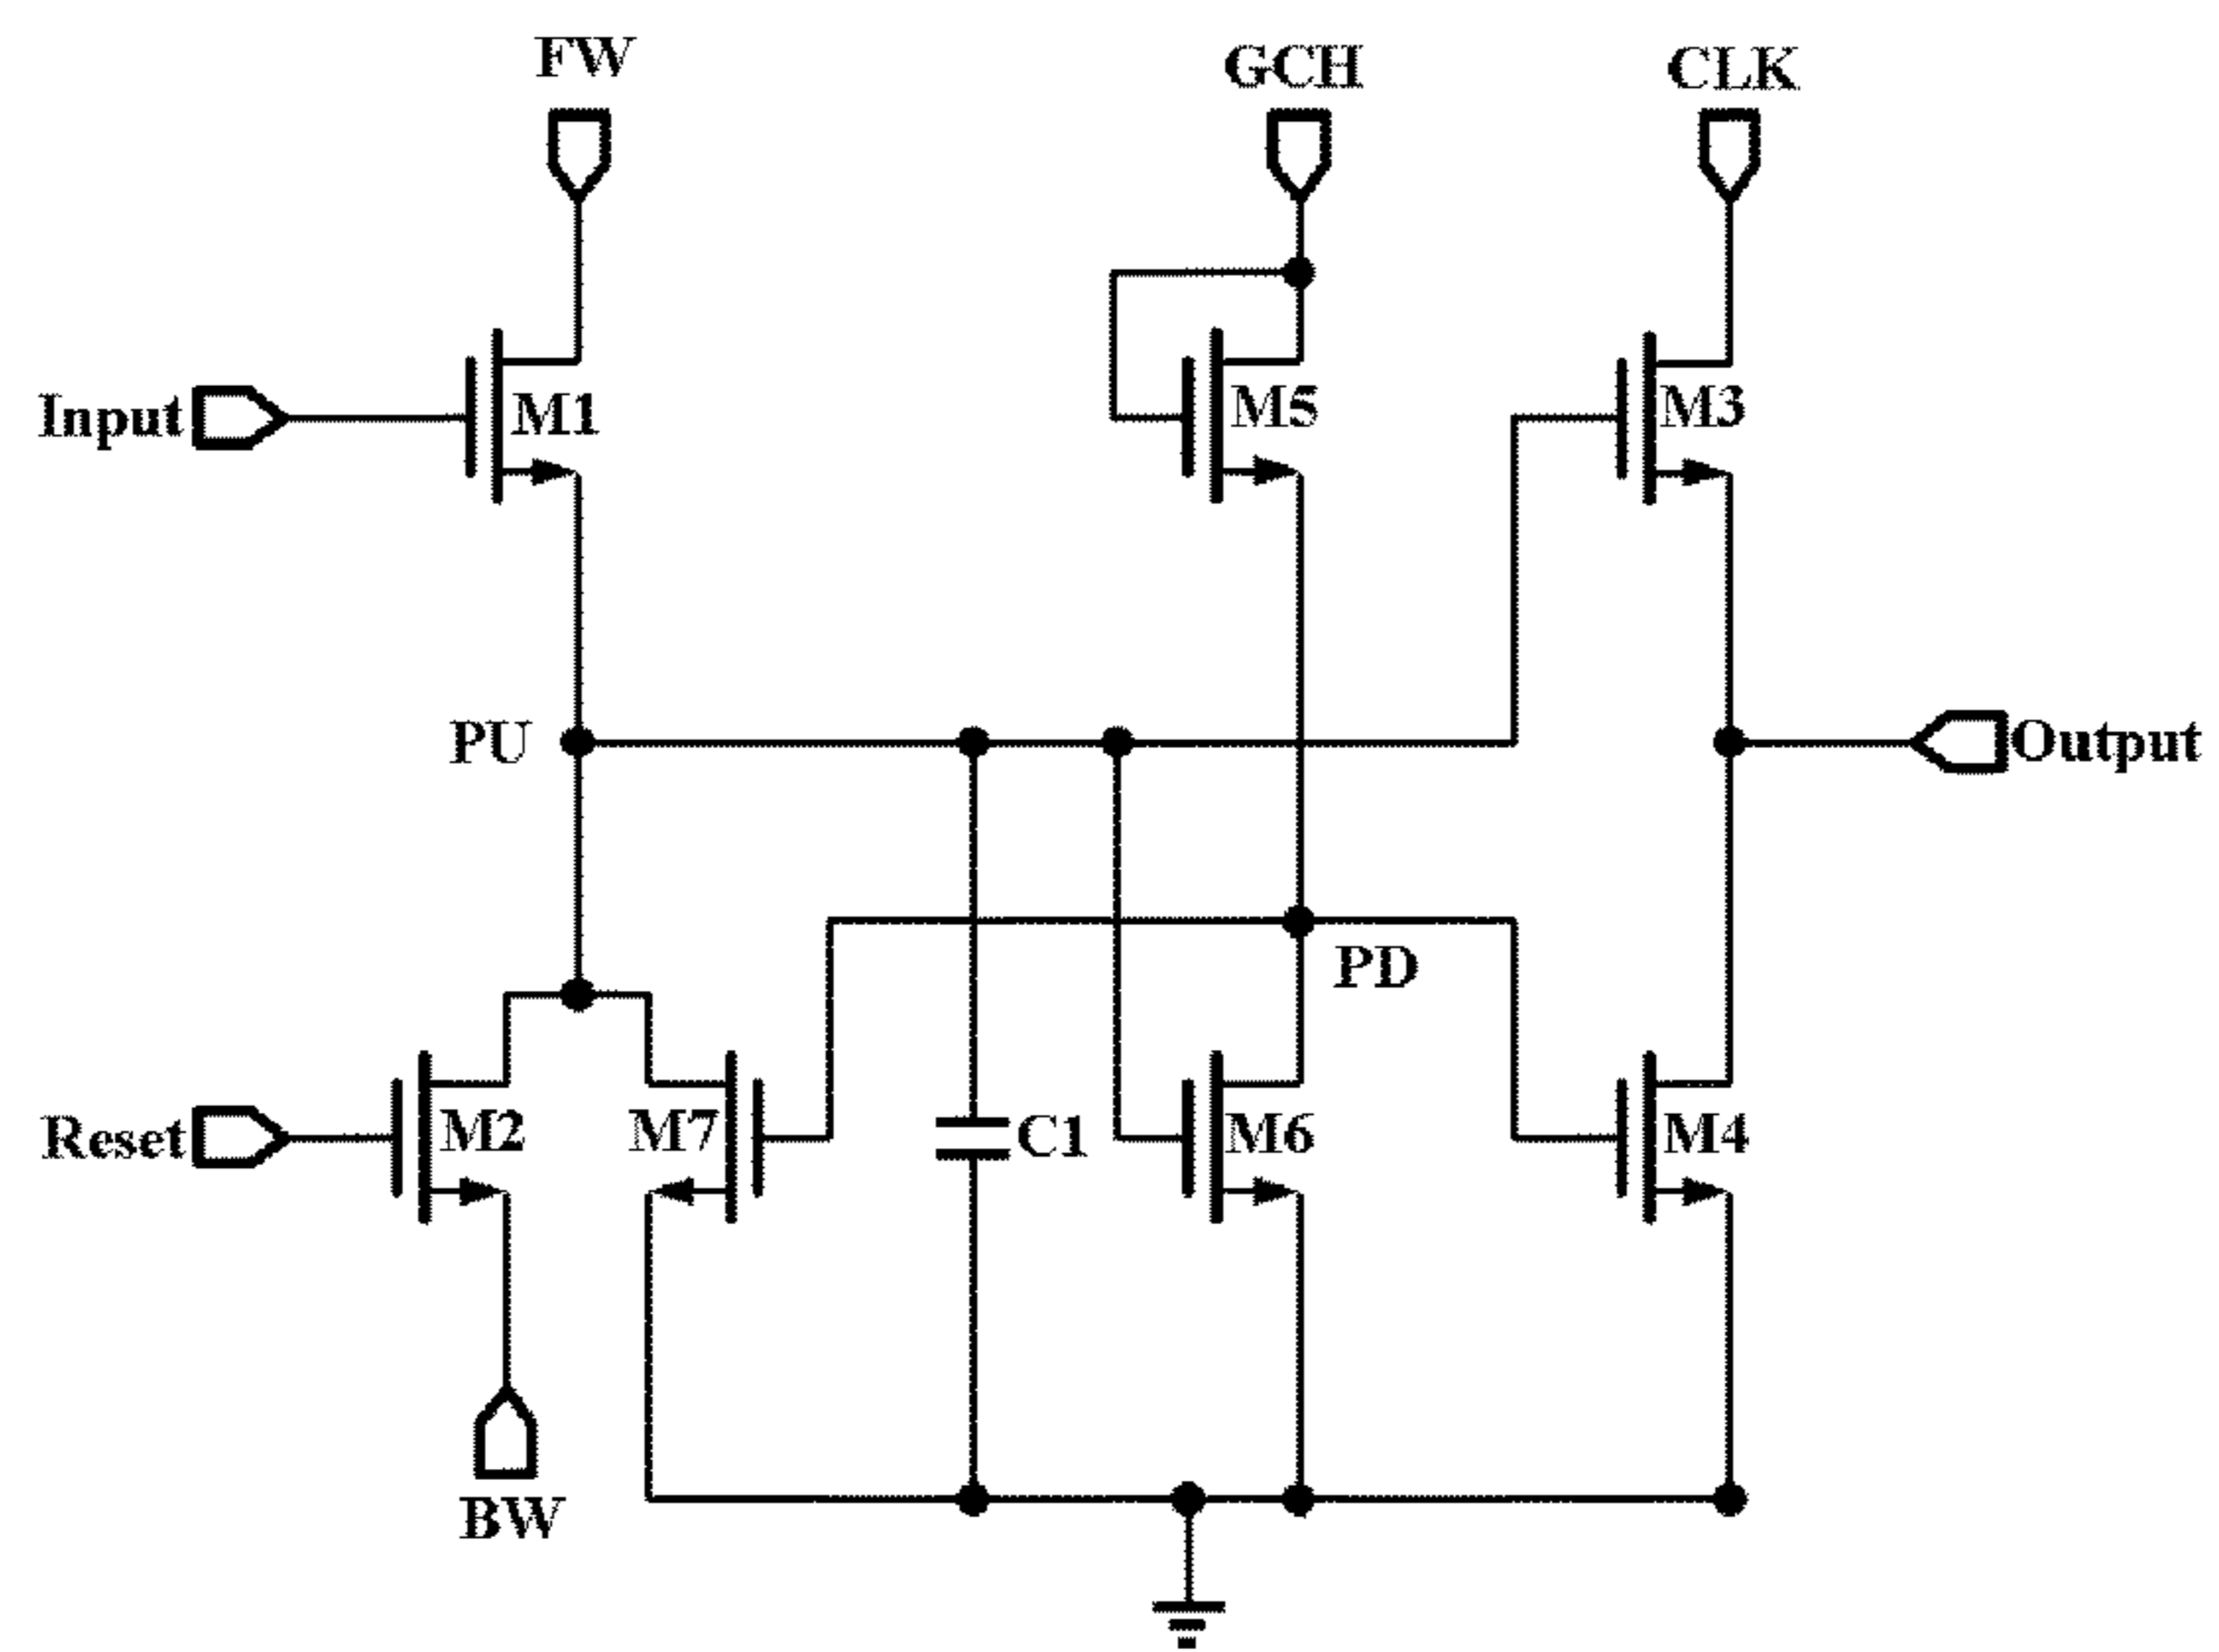 FW
GCH
CLK
Input
M1
M5
M3
PU
Output
PD
Reset
M2
M7
C1
M6
M4
BW